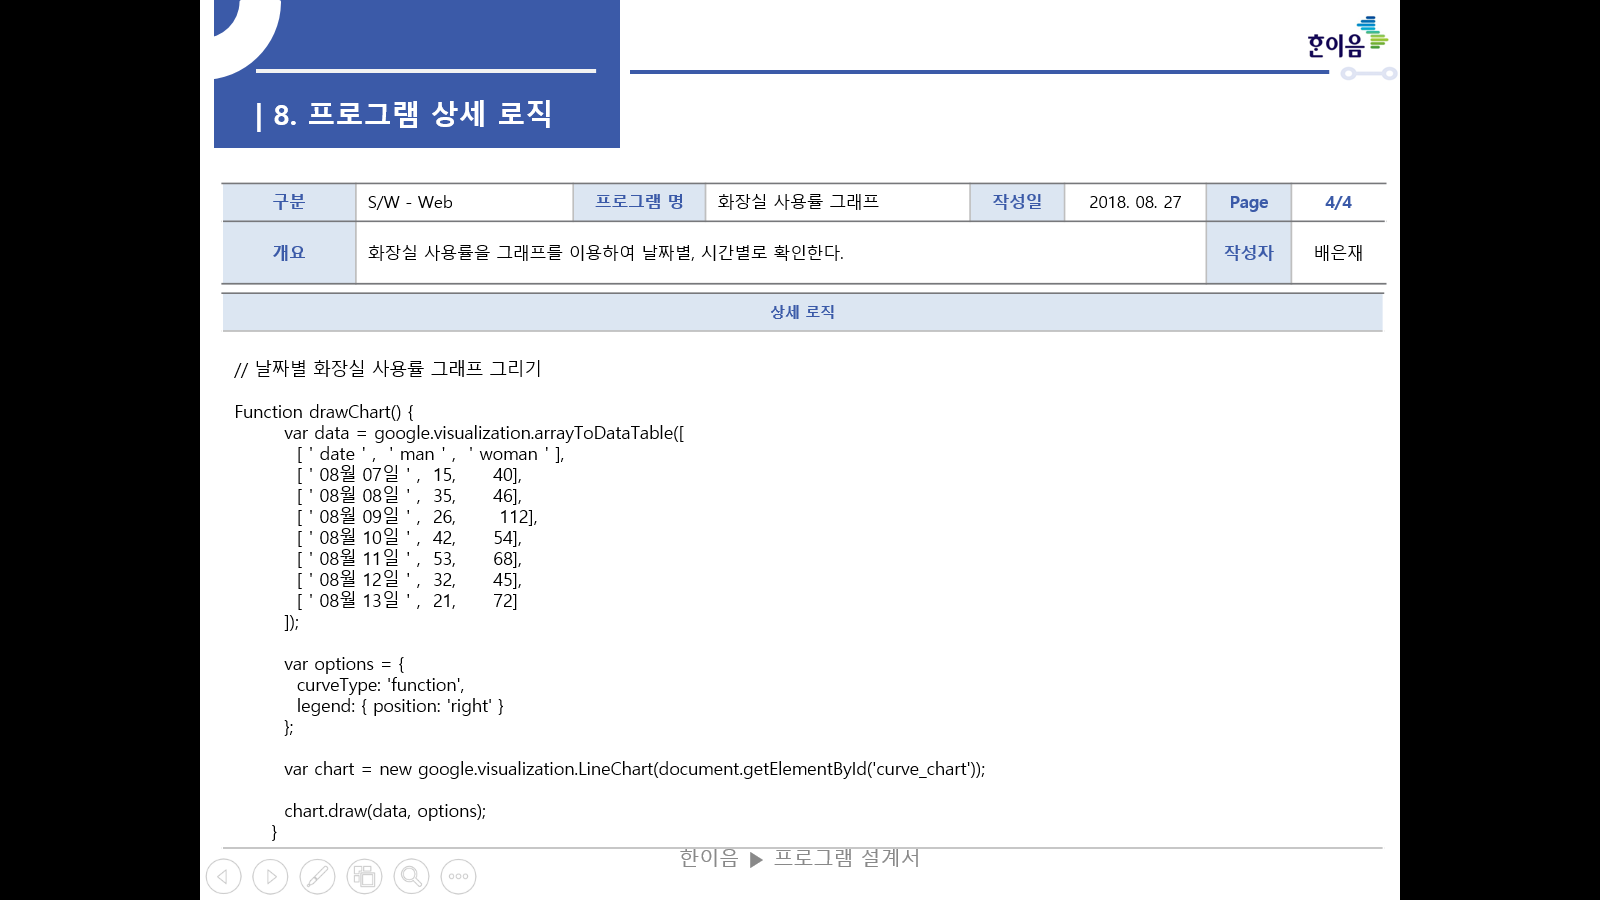 한이음
| 8. 프로그램 상세 로직
구분 S/W - Web 프로그램 명 화장실 사용률 그래프 작성일 2018. 08. 27 Page 4/4
개요 화장실 사용률을 그래프를 이용하여 날짜별, 시간별로 확인한다. 작성자 배은재
상세 로직
// 날짜별 화장실 사용률 그래프 그리기
Function drawChart() {
var data = google.visualization.arrayToDataTable([
[ ' date ' , ' man ' , ' woman ' ],
[ ' 08월 07일 ' , 15, 40],
[ ' 08월 08일 ' , 35, 46],
[ ' 08월 09일 ' , 26, 112],
[ ' 08월 10일 ' , 42, 54],
[ ' 08월 11일 ' , 53, 68],
[ ' 08월 12일 ' , 32, 45],
[ ' 08월 13일 ' , 21, 72]
]);
var options = {
curveType: 'function',
legend: { position: 'right' }
};
var chart = new google.visualization.LineChart(document.getElementById('curve_chart'));
chart.draw(data, options);
}
한이음 ▶ 프로그램 설계서